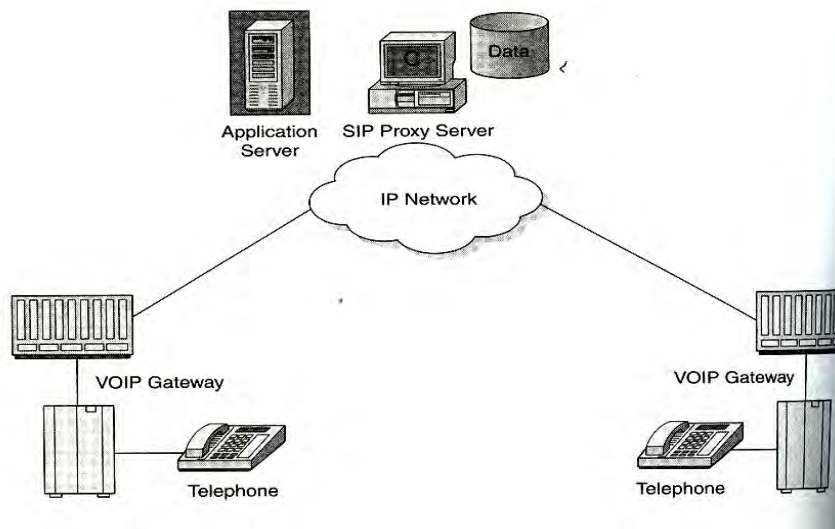 Data
Application
Server
SIP Proxy Server
IP Network
VOIP Gateway
VOIP Gateway
Telephone
Telephone